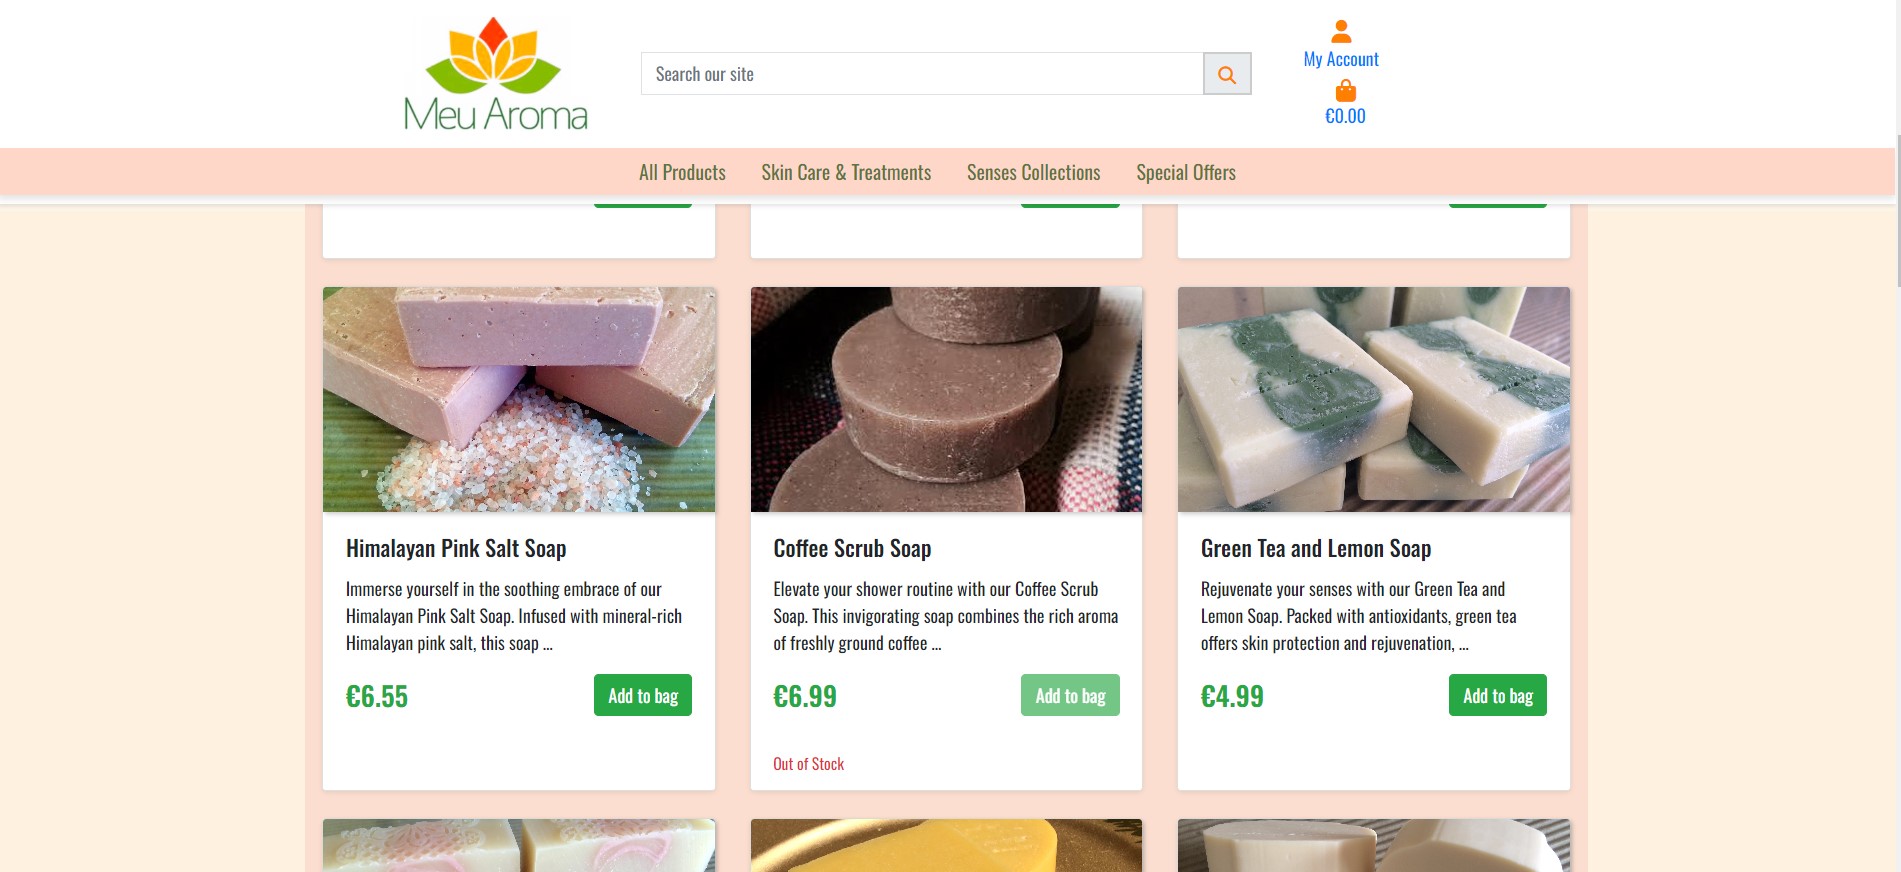 Meu Aroma
Search our site
My Account
€0.00
All Products
Skin Care & Treatments
Senses Collections
Special Offers
Himalayan Pink Salt Soap
Immerse yourself in the soothing embrace of our
Himalayan Pink Salt Soap. Infused with mineral-rich
Himalayan pink salt, this soap ...
€6.55
Add to bag
Coffee Scrub Soap
Elevate your shower routine with our Coffee Scrub
Soap. This invigorating soap combines the rich aroma
of freshly ground coffee ...
€6.99
Add to bag
Out of Stock
Green Tea and Lemon Soap
Rejuvenate your senses with our Green Tea and
Lemon Soap. Packed with antioxidants, green tea
offers skin protection and rejuvenation, ...
€4.99
Add to bag